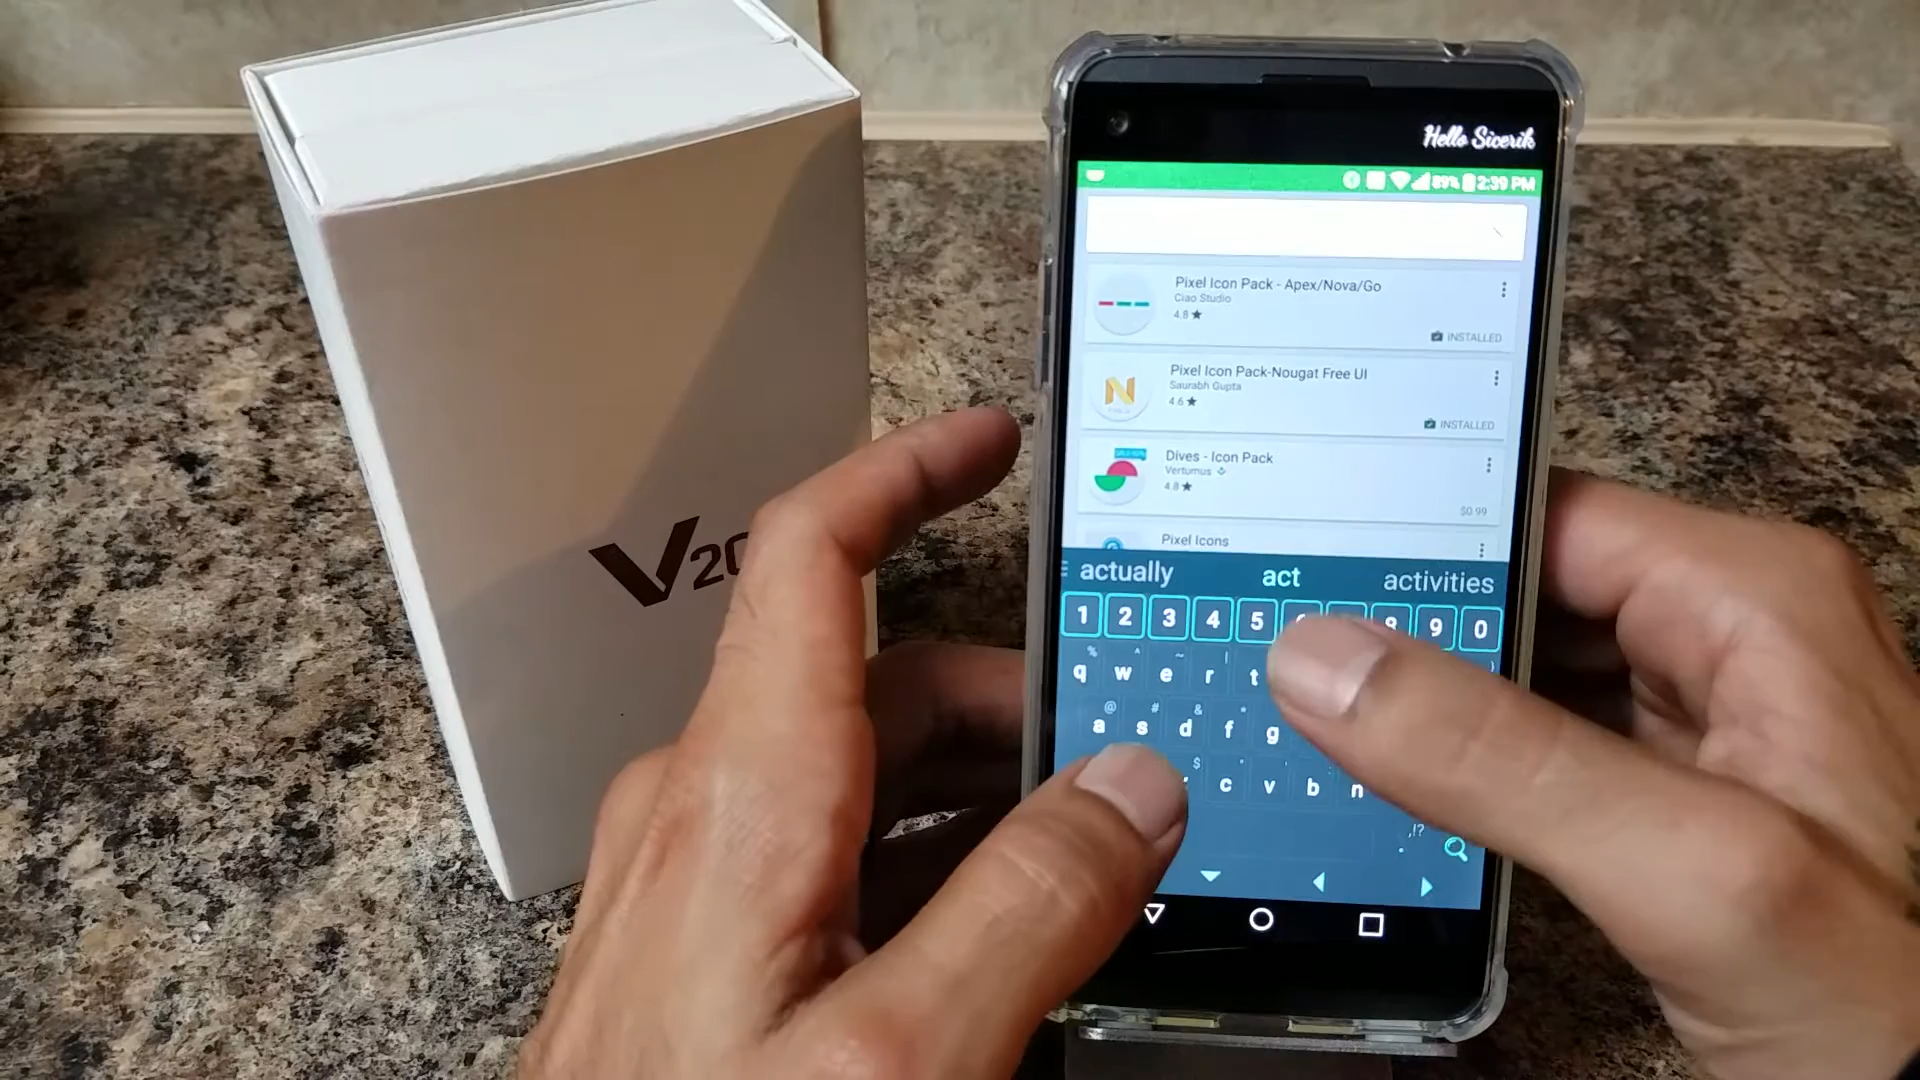 V20
Hello Sicerik
89% 2:39 PM
Pixel Icon Pack - Apex/Nova/Go
Ciao Studio
4.8 ★
INSTALLED
Pixel Icon Pack-Nougat Free UI
Saurabh Gupta
4.6 ★
INSTALLED
Dives - Icon Pack
Vertumus
4.8 ★
$0.99
Pixel Icons
actually act activities
1 2 3 4 5 8 9 0
% ^ ~ | )
q w e r t
@ # & *
a s d f g
$ " ' :
c v b n
,!?
.